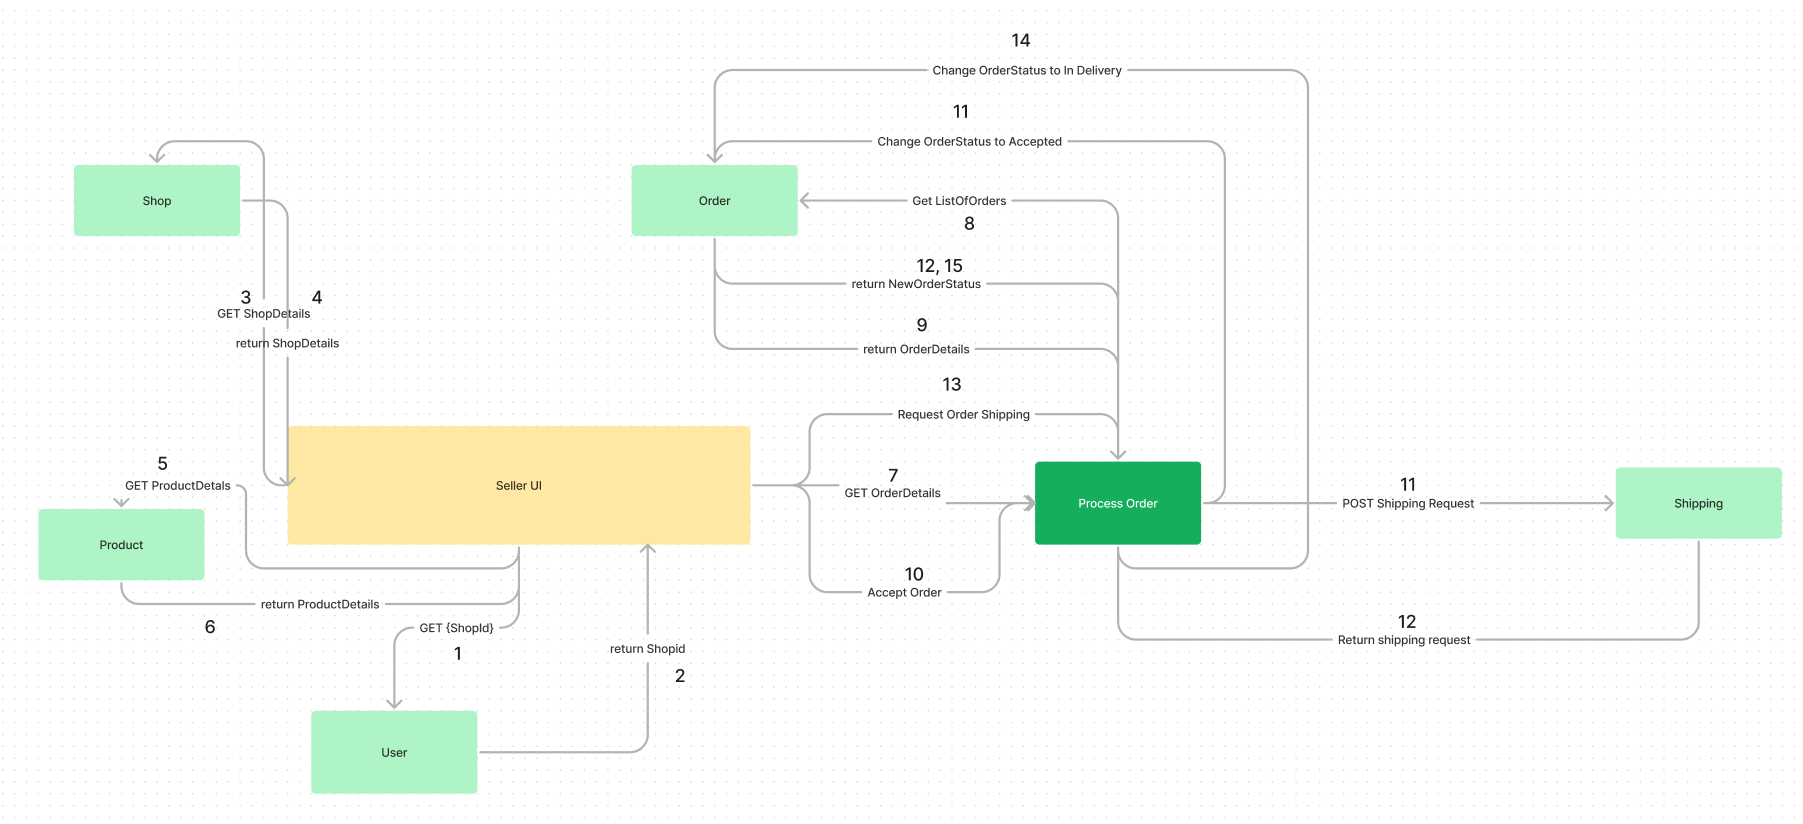 14
Change OrderStatus to In Delivery
11
Change OrderStatus to Accepted
Shop
Order
Get ListOfOrders
8
12, 15
return NewOrderStatus
3
4
GET ShopDetails
return ShopDetails
9
return OrderDetails
13
Request Order Shipping
5
GET ProductDetals
Seller UI
7
GET OrderDetails
Process Order
11
POST Shipping Request
Shipping
Product
10
Accept Order
return ProductDetails
6
GET {ShopId}
1
return Shopid
2
12
Return shipping request
User